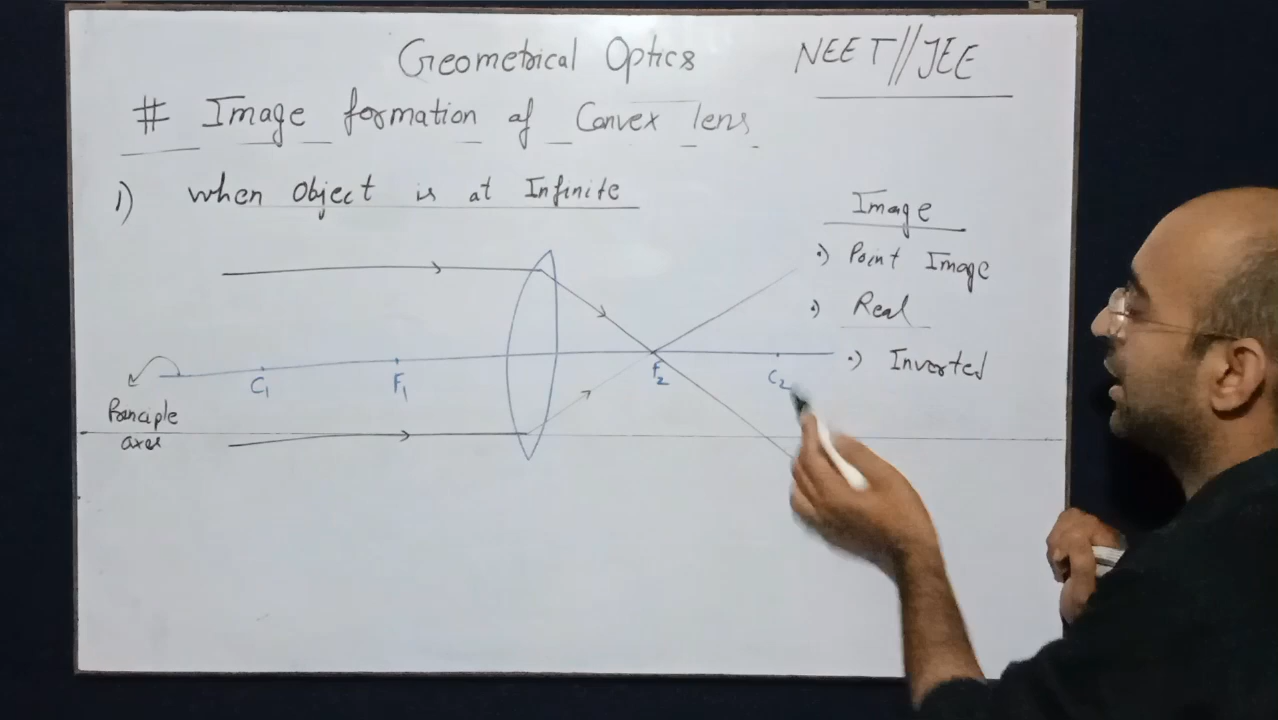 Geometrical Optics
NEET//JEE
# Image formation of Convex lens
1) when Object is at Infinite
Image
•) Point Image
•) Real
•) Inverted
C1
F1
F2
C2
Principle
axes